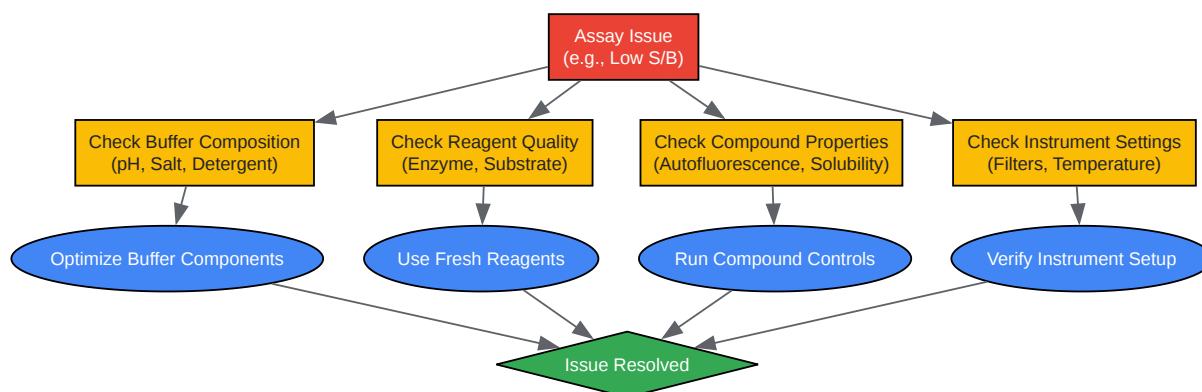 Assay Issue
(e.g., Low S/B)
Check Buffer Composition
(pH, Salt, Detergent)
Check Reagent Quality
(Enzyme, Substrate)
Check Compound Properties
(Autofluorescence, Solubility)
Check Instrument Settings
(Filters, Temperature)
Optimize Buffer Components
Use Fresh Reagents
Run Compound Controls
Verify Instrument Setup
Issue Resolved